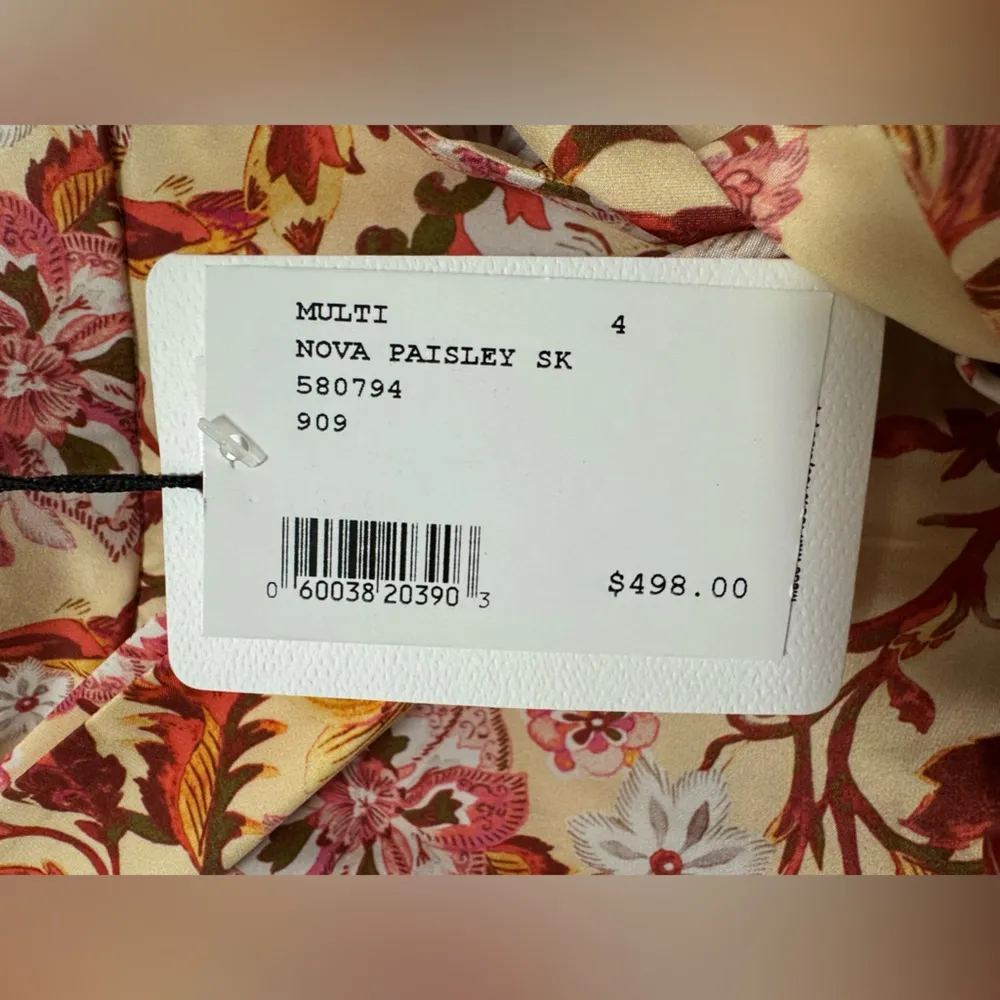 MULTI 4
NOVA PAISLEY SK
580794
909
0 60038 20390 3
$498.00